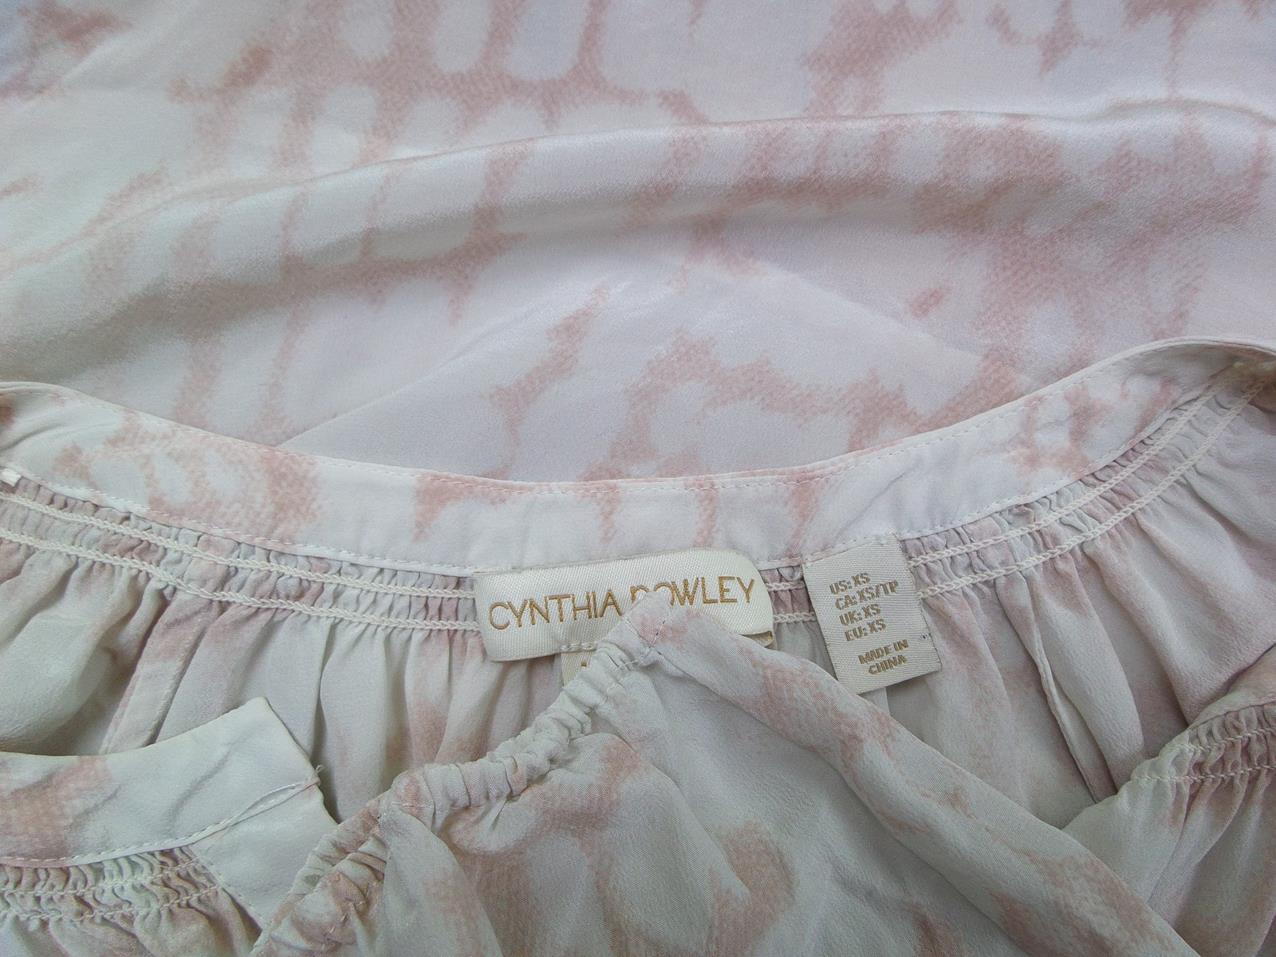 CYNTHIA ROWLEY
US: XS
CA: XS/TP
UK: XS
EU: XS
MADE IN
CHINA